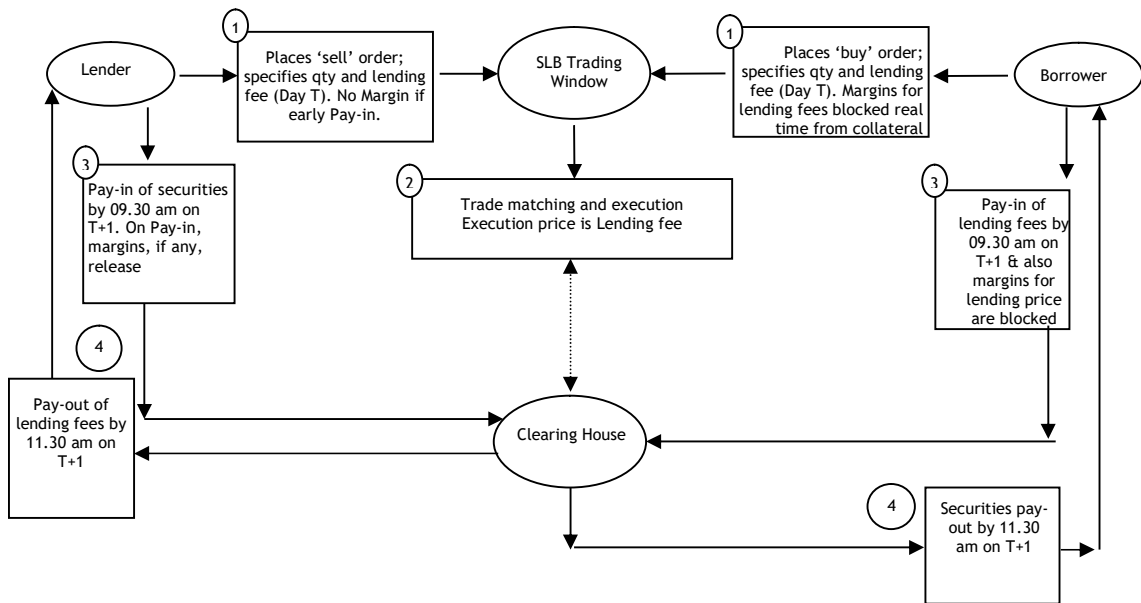 1
1
Lender
Places ‘sell’ order;
specifies qty and lending
fee (Day T). No Margin if
early Pay-in.
SLB Trading
Window
Places ‘buy’ order;
specifies qty and lending
fee (Day T). Margins for
lending fees blocked real
time from collateral
Borrower
3
Pay-in of securities
by 09.30 am on
T+1. On Pay-in,
margins, if any,
release
2
Trade matching and execution
Execution price is Lending fee
3
Pay-in of
lending fees by
09.30 am on
T+1 & also
margins for
lending price
are blocked
4
Pay-out of
lending fees by
11.30 am on
T+1
Clearing House
4
Securities pay-
out by 11.30
am on T+1